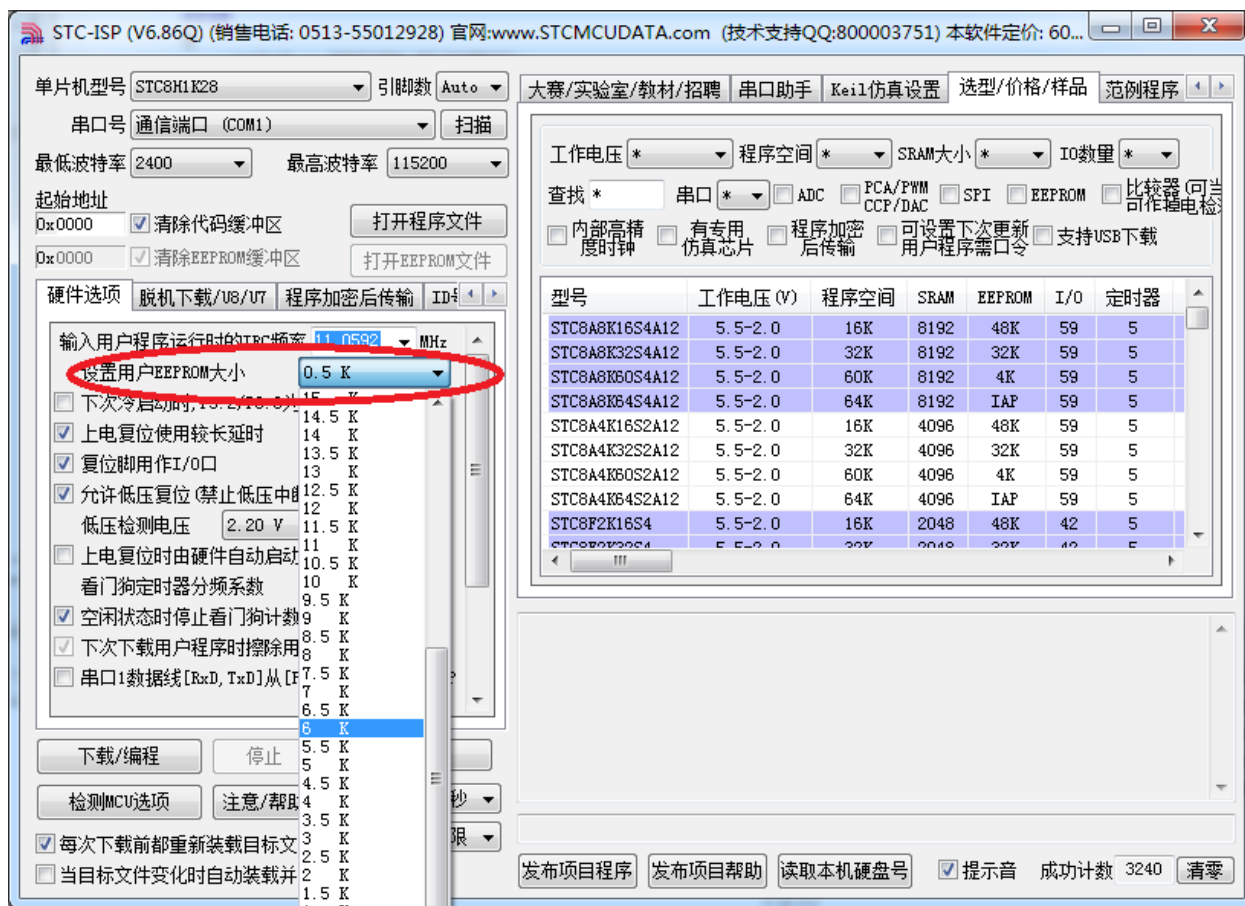 STC-ISP (V6.86Q) (销售电话: 0513-55012928) 官网:www.STCMCUDATA.com (技术支持QQ:800003751) 本软件定价: 60...
单片机型号 STC8H1K28 引脚数 Auto
串口号 通信端口 (COM1) 扫描
最低波特率 2400 最高波特率 115200
起始地址
0x0000 清除代码缓冲区 打开程序文件
0x0000 清除EEPROM缓冲区 打开EEPROM文件
硬件选项 脱机下载/U8/U7 程序加密后传输
输入用户程序运行时的IRC频率 11.0592 MHz
设置用户EEPROM大小 0.5 K
下次冷启动时,
上电复位使用较长延时
复位脚用作I/O口
允许低压复位(禁止低压中
低压检测电压 2.20 V
上电复位时由硬件自动启动
看门狗定时器分频系数
空闲状态时停止看门狗计数
下次下载用户程序时擦除用
串口1数据线[RxD,TxD]从[P
15 K
14.5 K
14 K
13.5 K
13 K
12.5 K
12 K
11.5 K
11 K
10.5 K
10 K
9.5 K
9 K
8.5 K
8 K
7.5 K
7 K
6.5 K
6 K
5.5 K
5 K
4.5 K
4 K
3.5 K
3 K
2.5 K
2 K
1.5 K
下载/编程 停止
检测MCU选项 注意/帮助 秒
每次下载前都重新装载目标文 限
当目标文件变化时自动装载并
大赛/实验室/教材/招聘 串口助手 Keil仿真设置 选型/价格/样品 范例程序
工作电压 * 程序空间 * SRAM大小 * IO数量 *
查找 * 串口 * ADC PCA/PWM CCP/DAC SPI EEPROM 比较器(可当 可作掉电检
内部高精度时钟 有专用仿真芯片 程序加密后传输 可设置下次更新用户程序需口令 支持USB下载
型号 工作电压(V) 程序空间 SRAM EEPROM I/O 定时器
STC8A8K16S4A12 5.5-2.0 16K 8192 48K 59 5
STC8A8K32S4A12 5.5-2.0 32K 8192 32K 59 5
STC8A8K60S4A12 5.5-2.0 60K 8192 4K 59 5
STC8A8K64S4A12 5.5-2.0 64K 8192 IAP 59 5
STC8A4K16S2A12 5.5-2.0 16K 4096 48K 59 5
STC8A4K32S2A12 5.5-2.0 32K 4096 32K 59 5
STC8A4K60S2A12 5.5-2.0 60K 4096 4K 59 5
STC8A4K64S2A12 5.5-2.0 64K 4096 IAP 59 5
STC8F2K16S4 5.5-2.0 16K 2048 48K 42 5
STC8F2K32S4 5.5-2.0 32K 2048 32K 42 5
发布项目程序 发布项目帮助 读取本机硬盘号 提示音 成功计数 3240 清零